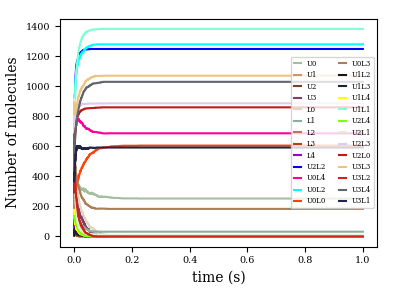 1400
1200
1000
800
600
400
200
0
Number of molecules
0.0 0.2 0.4 0.6 0.8 1.0
time (s)
U0 U0L3
U1 U1L2
U2 U1L3
U3 U1L4
L0 U1L1
L1 U2L4
L2 U2L1
L3 U2L3
L4 U2L0
U2L2 U3L3
U0L4 U3L2
U0L2 U3L4
U0L0 U3L1